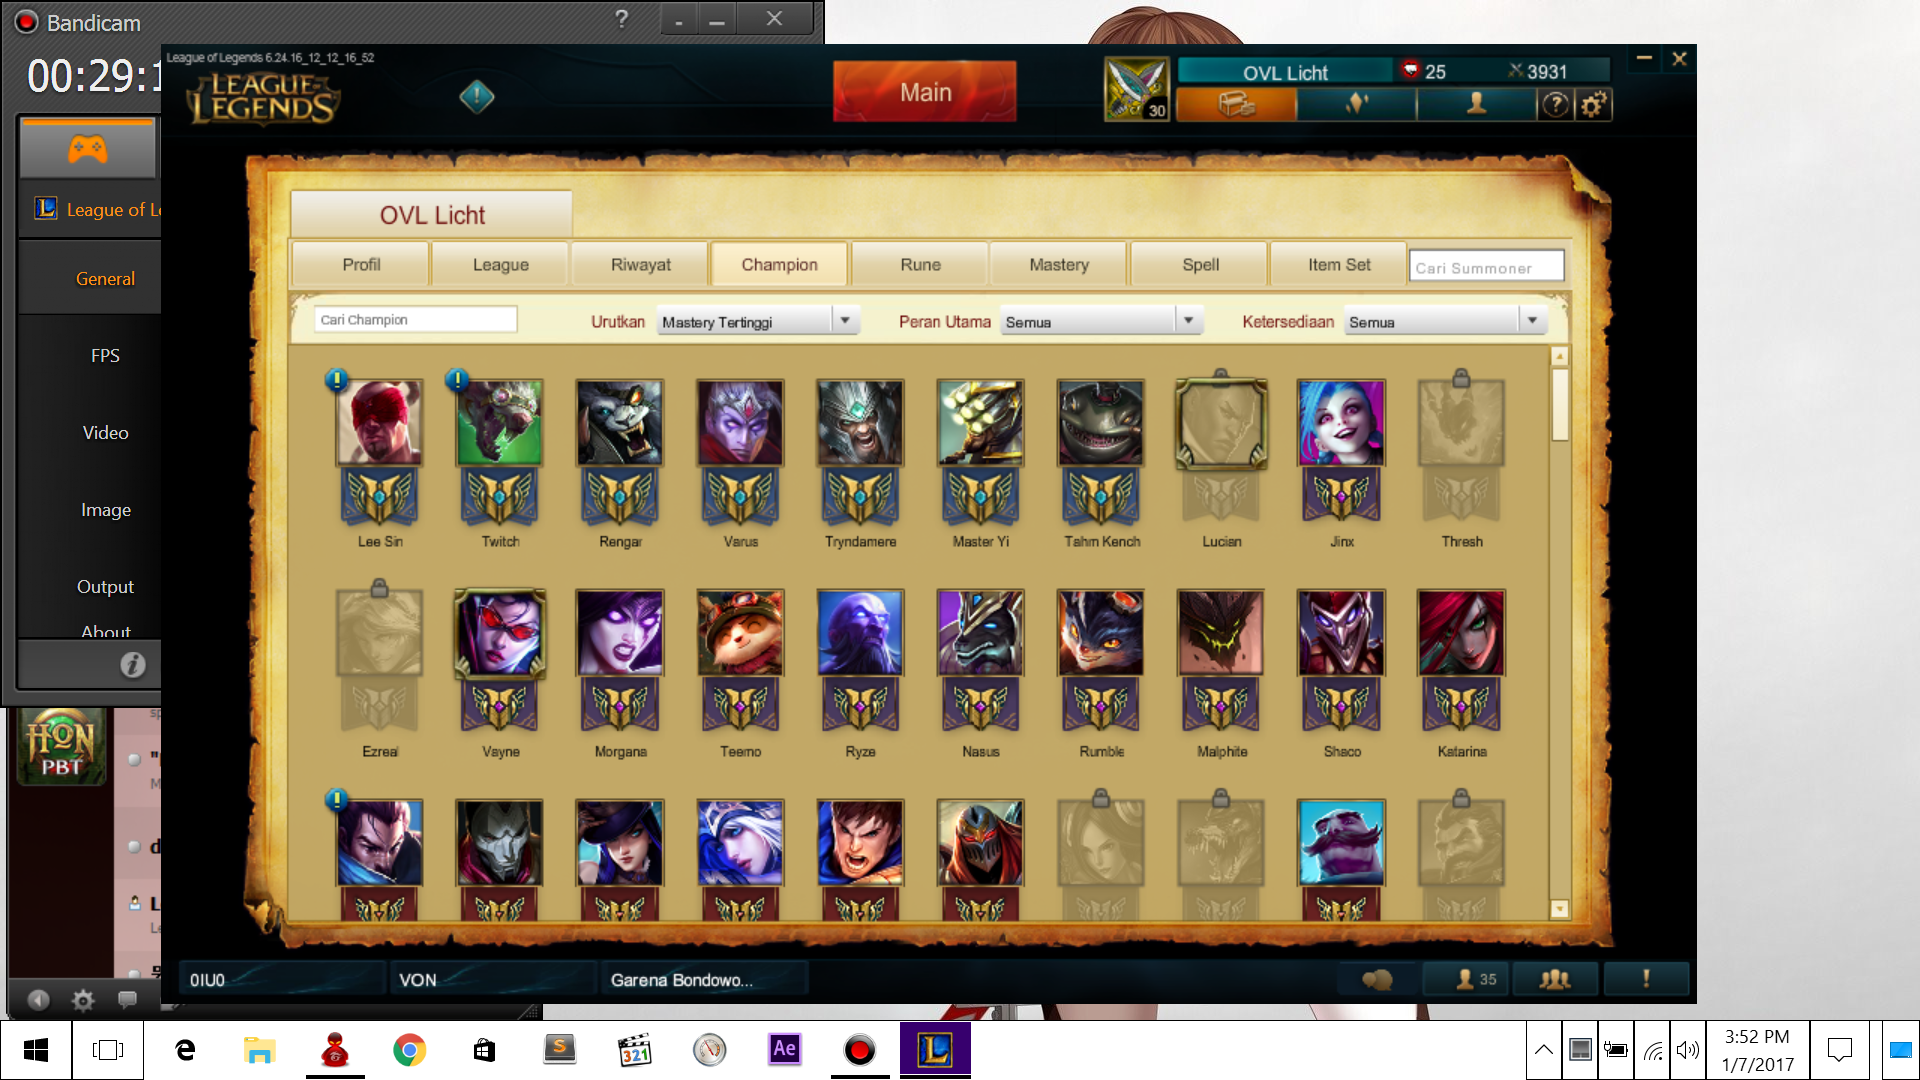 Bandicam
?
00:29:1
League of Le
General
FPS
Video
Image
Output
About
League of Legends 6.24.16_12_12_16_52
LEAGUE OF LEGENDS
Main
30
OVL Licht
25
3931
OVL Licht
Profil
League
Riwayat
Champion
Rune
Mastery
Spell
Item Set
Cari Summoner
Cari Champion
Urutkan
Mastery Tertinggi
Peran Utama
Semua
Ketersediaan
Semua
Lee Sin
Twitch
Rengar
Varus
Tryndamere
Master Yi
Tahm Kench
Lucian
Jinx
Thresh
Ezreal
Vayne
Morgana
Teemo
Ryze
Nasus
Rumble
Malphite
Shaco
Katarina
HON
PBT
0IU0
VON
Garena Bondowo...
35
S
321
Ae
L
3:52 PM
1/7/2017